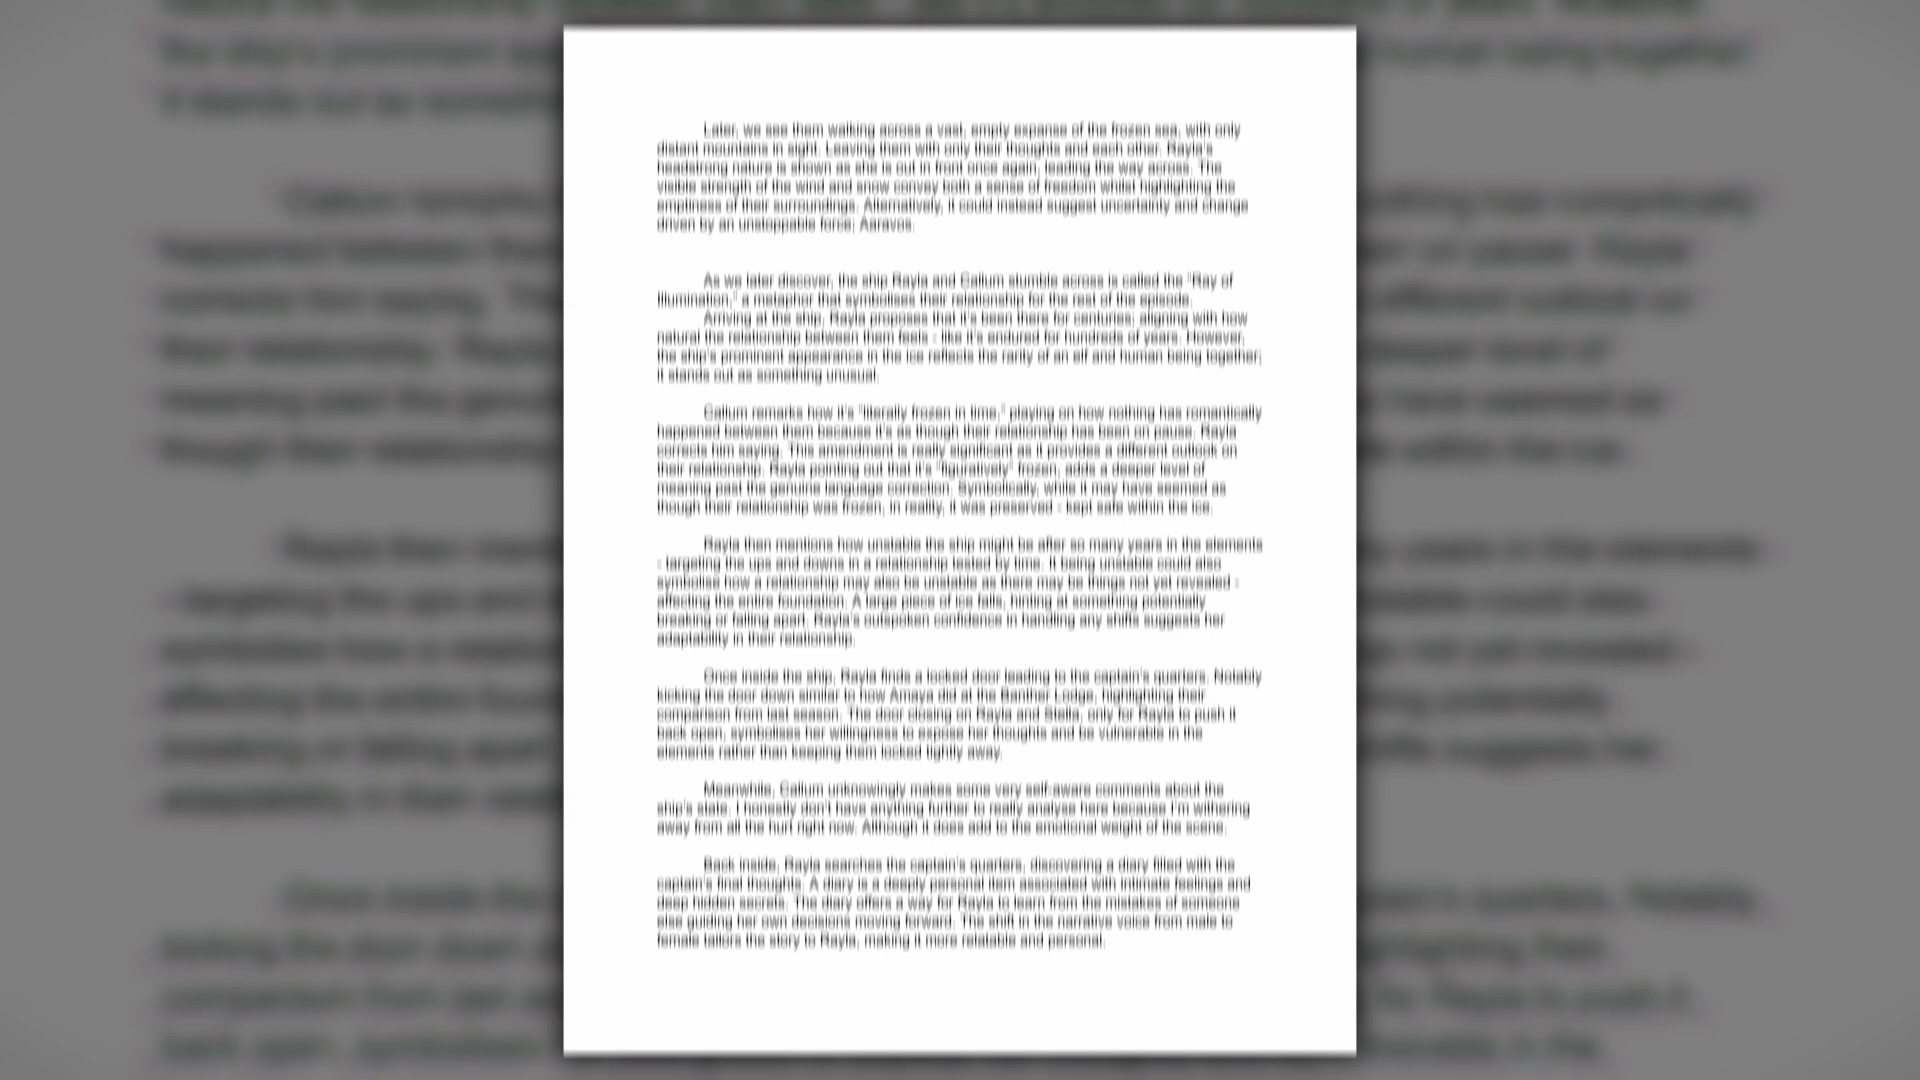 Later, we see them walking across a vast, empty expanse of the frozen sea, with only
distant mountains in sight. Leaving them with only their thoughts and each other. Rayla's
headstrong nature is shown as she is out in front once again, leading the way across. The
visible strength of the wind and snow convey both a sense of freedom whilst highlighting the
emptiness of their surroundings. Alternatively, it could instead suggest uncertainty and change
driven by an unstoppable force; Aaravos.
As we later discover, the ship Rayla and Callum stumble across is called the "Ray of
Illumination," a metaphor that symbolises their relationship for the rest of the episode.
Arriving at the ship, Rayla proposes that it's been there for centuries; aligning with how
natural the relationship between them feels - like it's endured for hundreds of years. However,
the ship's prominent appearance in the ice reflects the rarity of an elf and human being together;
it stands out as something unusual.
Callum remarks how it's "literally frozen in time," playing on how nothing has romantically
happened between them because it's as though their relationship has been on pause. Rayla
corrects him saying. This amendment is really significant as it provides a different outlook on
their relationship. Rayla pointing out that it's "figuratively" frozen, adds a deeper level of
meaning past the genuine language correction. Symbolically, while it may have seemed as
though their relationship was frozen, in reality, it was preserved - kept safe within the ice.
Rayla then mentions how unstable the ship might be after so many years in the elements
- targeting the ups and downs in a relationship tested by time. It being unstable could also
symbolise how a relationship may also be unstable as there may be things not yet revealed -
affecting the entire foundation. A large piece of ice falls, hinting at something potentially
breaking or falling apart. Rayla's outspoken confidence in handling any shifts suggests her
adaptability in their relationship.
Once inside the ship, Rayla finds a locked door leading to the captain's quarters. Notably
kicking the door down similar to how Amaya did at the Banther Lodge, highlighting their
comparison from last season. The door closing on Rayla and Stella, only for Rayla to push it
back open, symbolises her willingness to expose her thoughts and be vulnerable in the
elements rather than keeping them locked tightly away.
Meanwhile, Callum unknowingly makes some very self-aware comments about the
ship's state. I honestly don't have anything further to really analyse here because I'm withering
away from all the hurt right now. Although it does add to the emotional weight of the scene.
Back inside, Rayla searches the captain's quarters, discovering a diary filled with the
captain's final thoughts. A diary is a deeply personal item associated with intimate feelings and
deep hidden secrets. The diary offers a way for Rayla to learn from the mistakes of someone
else guiding her own decisions moving forward. The shift in the narrative voice from male to
female tailors the story to Rayla, making it more relatable and personal.